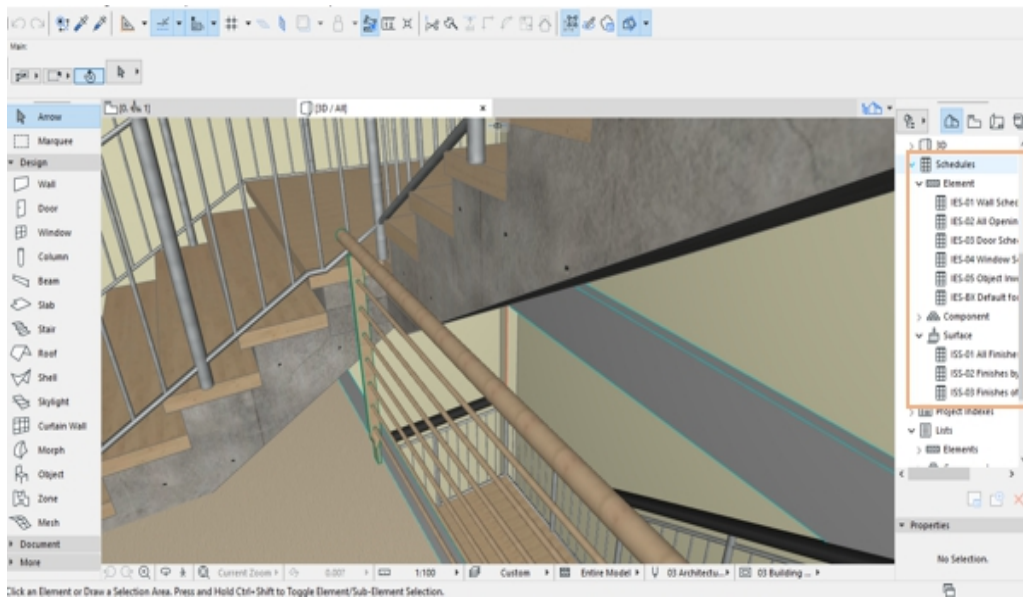 Main:
[3D / All]
Arrow
Marquee
Design
Wall
Door
Window
Column
Beam
Slab
Stair
Roof
Shell
Skylight
Curtain Wall
Morph
Object
Zone
Mesh
Document
More
3D
Schedules
Element
IES-01 Wall Sched
IES-02 All Openin
IES-03 Door Sche
IES-04 Window S
IES-05 Object Inve
IES-BX Default fo
Component
Surface
ISS-01 All Finishe
ISS-02 Finishes by
ISS-03 Finishes of
Project Indexes
Lists
Elements
Properties
No Selection.
Current Zoom
0.00°
1:100
Custom
Entire Model
03 Architectu...
03 Building ...
Click an Element or Draw a Selection Area. Press and Hold Ctrl+Shift to Toggle Element/Sub-Element Selection.